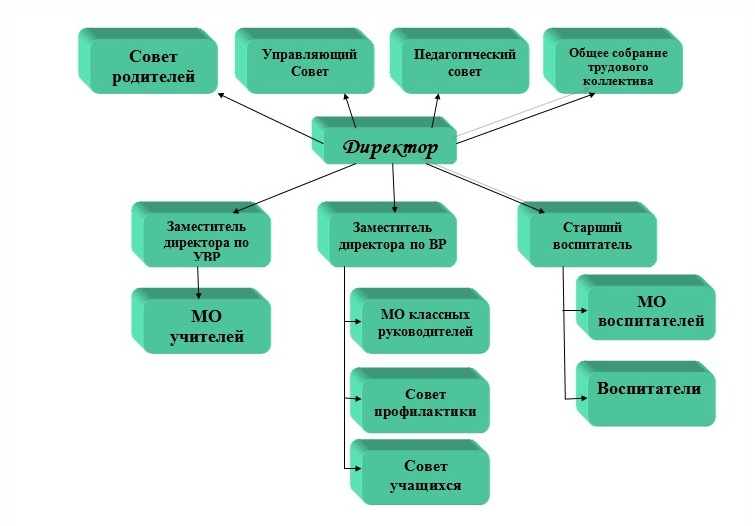 Совет
родителей
Управляющий
Совет
Педагогический
совет
Общее собрание
трудового
коллектива
Директор
Заместитель
директора по
УВР
Заместитель
директора по ВР
Старший
воспитатель
МО
учителей
МО классных
руководителей
МО
воспитателей
Совет
профилактики
Воспитатели
Совет
учащихся